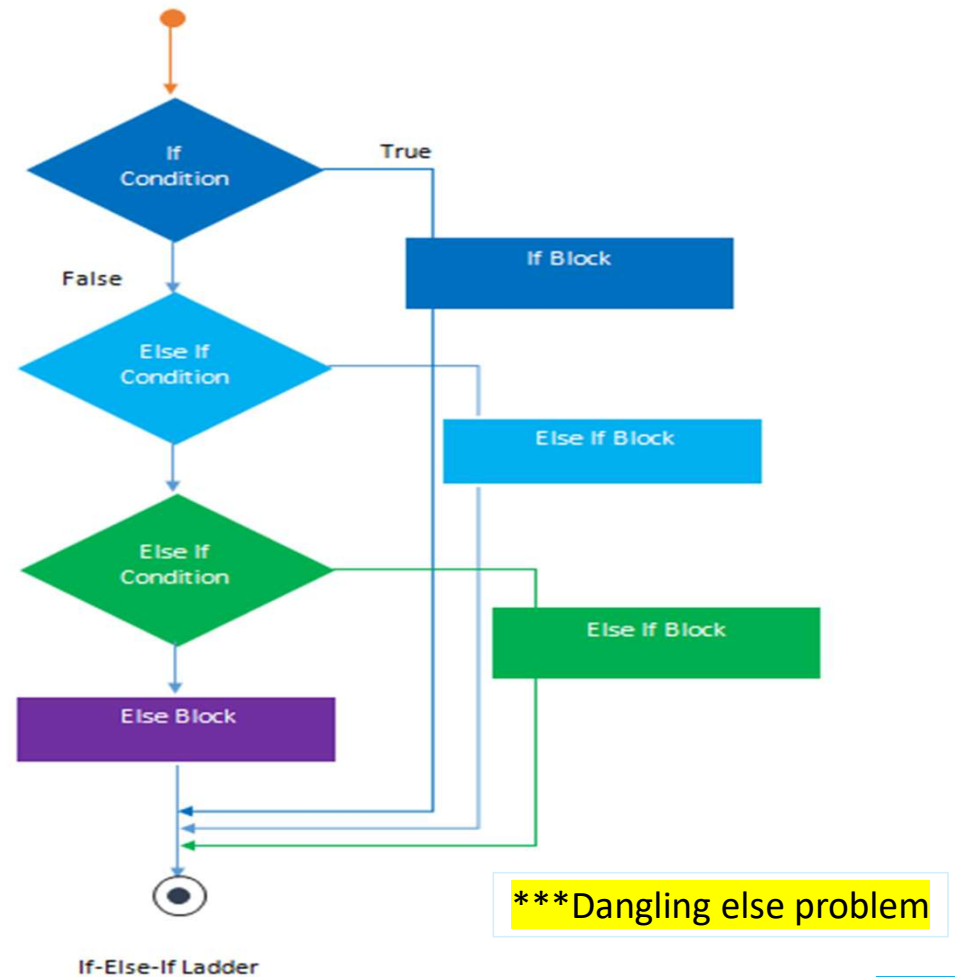 If
Condition
True
If Block
False
Else If
Condition
Else If Block
Else If
Condition
Else If Block
Else Block
***Dangling else problem
If-Else-If Ladder